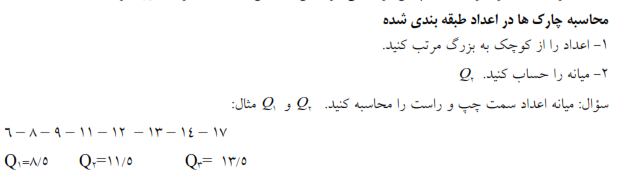 محاسبه چارک ها در اعداد طبقه بندی شده
۱- اعداد را از کوچک به بزرگ مرتب کنید.
۲- میانه را حساب کنید. Q۲
سؤال: میانه اعداد سمت چپ و راست را محاسبه کنید. Q۲ و Q۱ مثال:
۶ – ۸ – ۹ – ۱۱ – ۱۲ – ۱۳ – ۱٤ – ۱۷
Q۱=۸/۵ Q۲=۱۱/۵ Q۳= ۱۳/۵